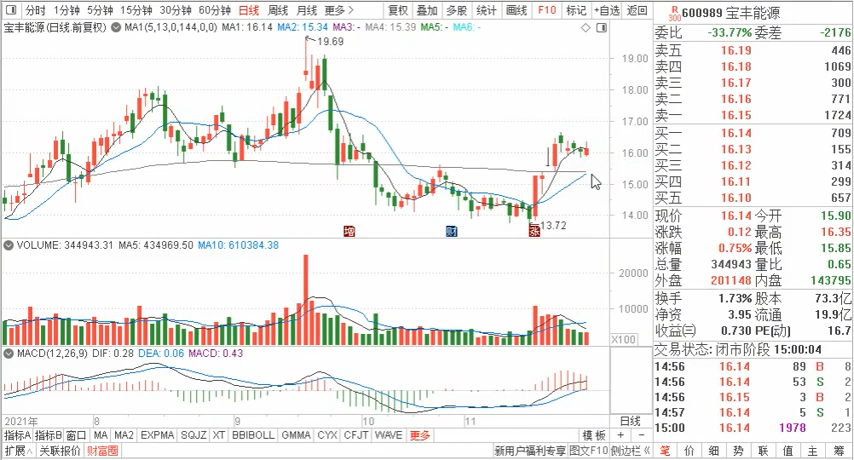 分时 1分钟 5分钟 15分钟 30分钟 60分钟 日线 周线 月线 更多 > 复权 叠加 多股 统计 画线 F10 标记 +自选 返回
宝丰能源(日线 前复权) MA1(5,13,0,144,0,0) MA1: 16.14 MA2: 15.34 MA3: - MA4: 15.39 MA5: - MA6: -
19.69
19.00
18.00
17.00
16.00
15.00
14.00
13.72
增 财 涨
VOLUME: 344943.31 MA5: 434969.50 MA10: 610384.38
20000
10000
X100
MACD(12,26,9) DIF: 0.28 DEA: 0.06 MACD: 0.43
2021年 8 9 10 11 日线
指标A 指标B 窗口 MA MA2 EXPMA SQJZ XT BBIBOLL GMMA CYX CFJT WAVE 更多 模板 + -
扩展∧ 关联报价 财富圈 新用户福利专享 图文F10 侧边栏《
R 300 600989 宝丰能源
委比 -33.77% 委差 -2176
卖五 16.19 446
卖四 16.18 1069
卖三 16.17 300
卖二 16.16 771
卖一 16.15 1724
买一 16.14 709
买二 16.13 155
买三 16.12 314
买四 16.11 299
买五 16.10 657
现价 16.14 今开 15.90
涨跌 0.12 最高 16.35
涨幅 0.75% 最低 15.85
总量 344943 量比 0.65
外盘 201148 内盘 143795
换手 1.73% 股本 73.3亿
净资 3.95 流通 19.9亿
收益㈢ 0.730 PE(动) 16.7
交易状态: 闭市阶段 15:00:04
14:56 16.14 89 B 8
14:56 16.14 53 S 2
14:56 16.15 3 B 2
14:57 16.14 5 S 1
15:00 16.14 1978 223
笔 价 细 势 联 值 主 筹